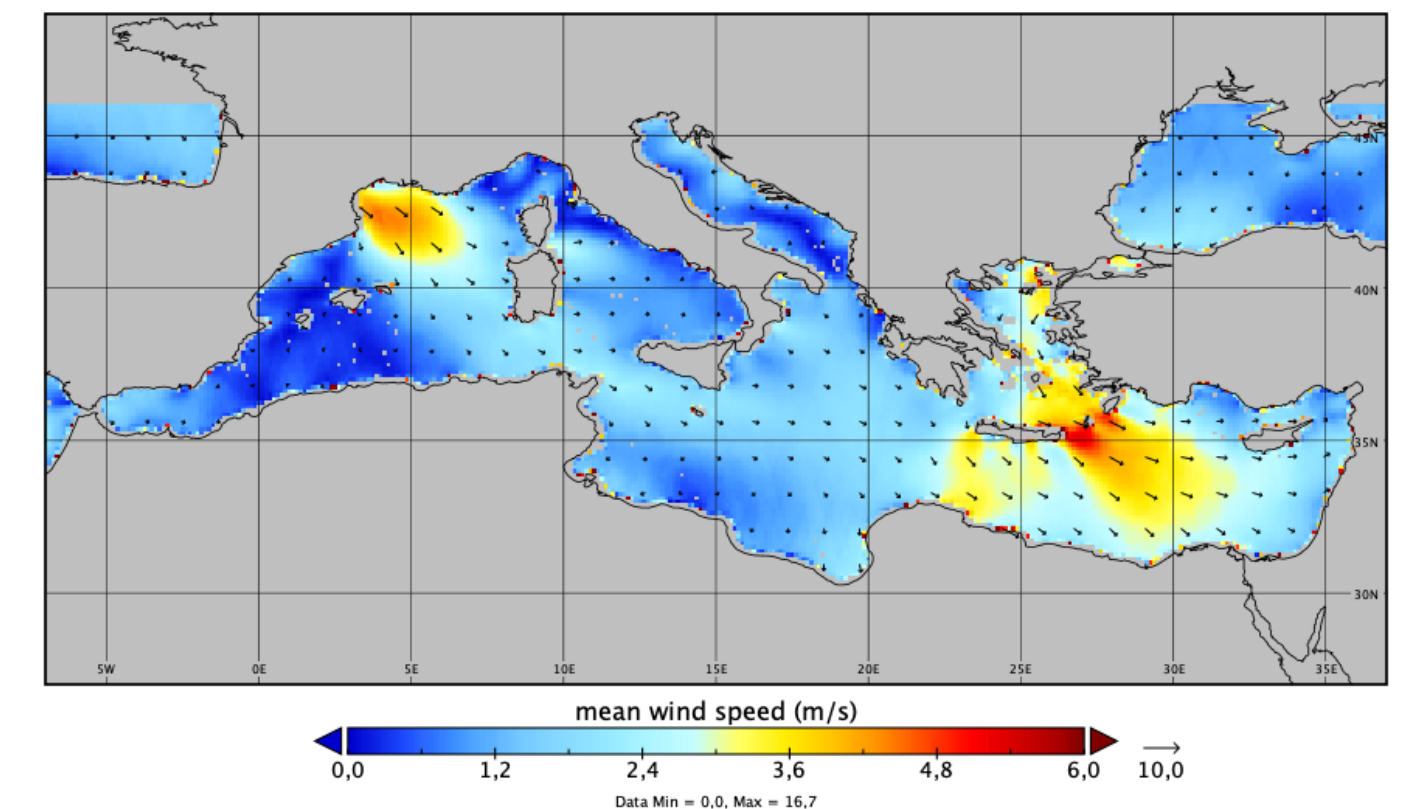 45N
40N
35N
30N
5W 0E 5E 10E 15E 20E 25E 30E 35E
mean wind speed (m/s)
0,0 1,2 2,4 3,6 4,8 6,0 10,0
Data Min = 0,0, Max = 16,7